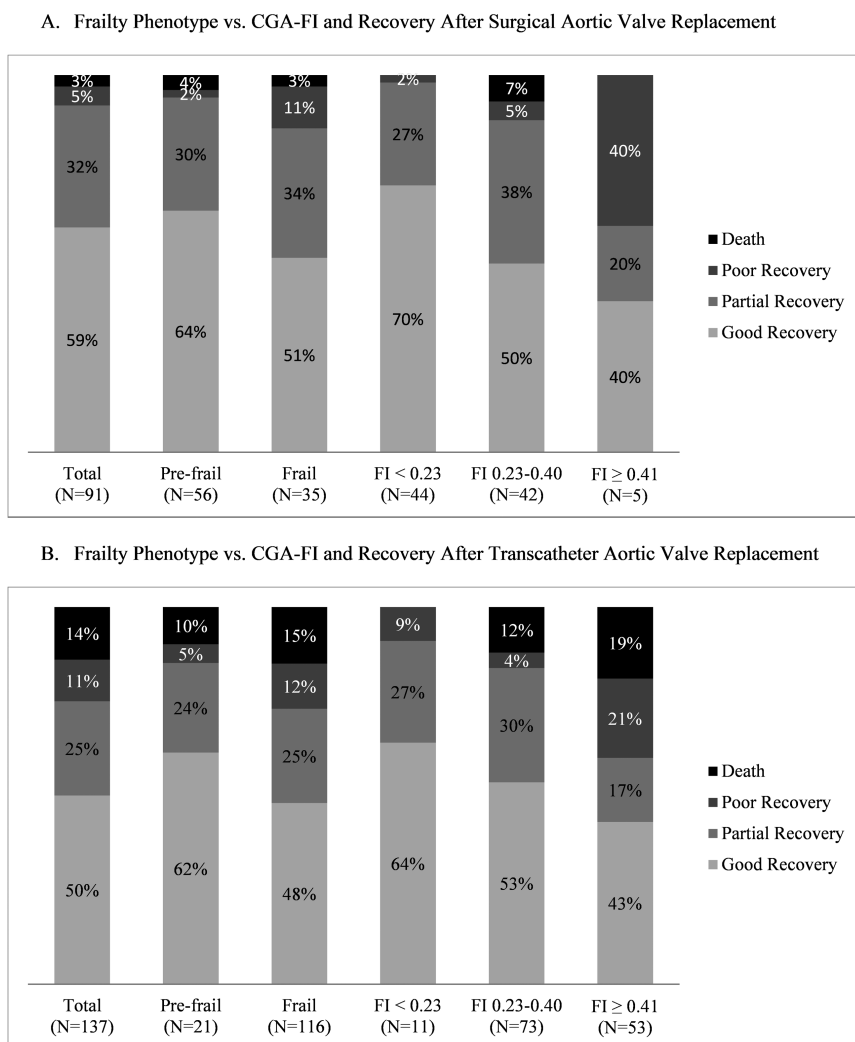 A. Frailty Phenotype vs. CGA-FI and Recovery After Surgical Aortic Valve Replacement
3% 4% 3% 2% 7% 40%
5% 2% 11% 27% 5% 20%
32% 30% 34% 70% 38% 40%
59% 64% 51% 50%
Death
Poor Recovery
Partial Recovery
Good Recovery
Total Pre-frail Frail FI < 0.23 FI 0.23-0.40 FI ≥ 0.41
(N=91) (N=56) (N=35) (N=44) (N=42) (N=5)
B. Frailty Phenotype vs. CGA-FI and Recovery After Transcatheter Aortic Valve Replacement
14% 10% 15% 9% 12% 19%
11% 5% 12% 27% 4% 21%
25% 24% 25% 64% 30% 17%
50% 62% 48% 53% 43%
Death
Poor Recovery
Partial Recovery
Good Recovery
Total Pre-frail Frail FI < 0.23 FI 0.23-0.40 FI ≥ 0.41
(N=137) (N=21) (N=116) (N=11) (N=73) (N=53)